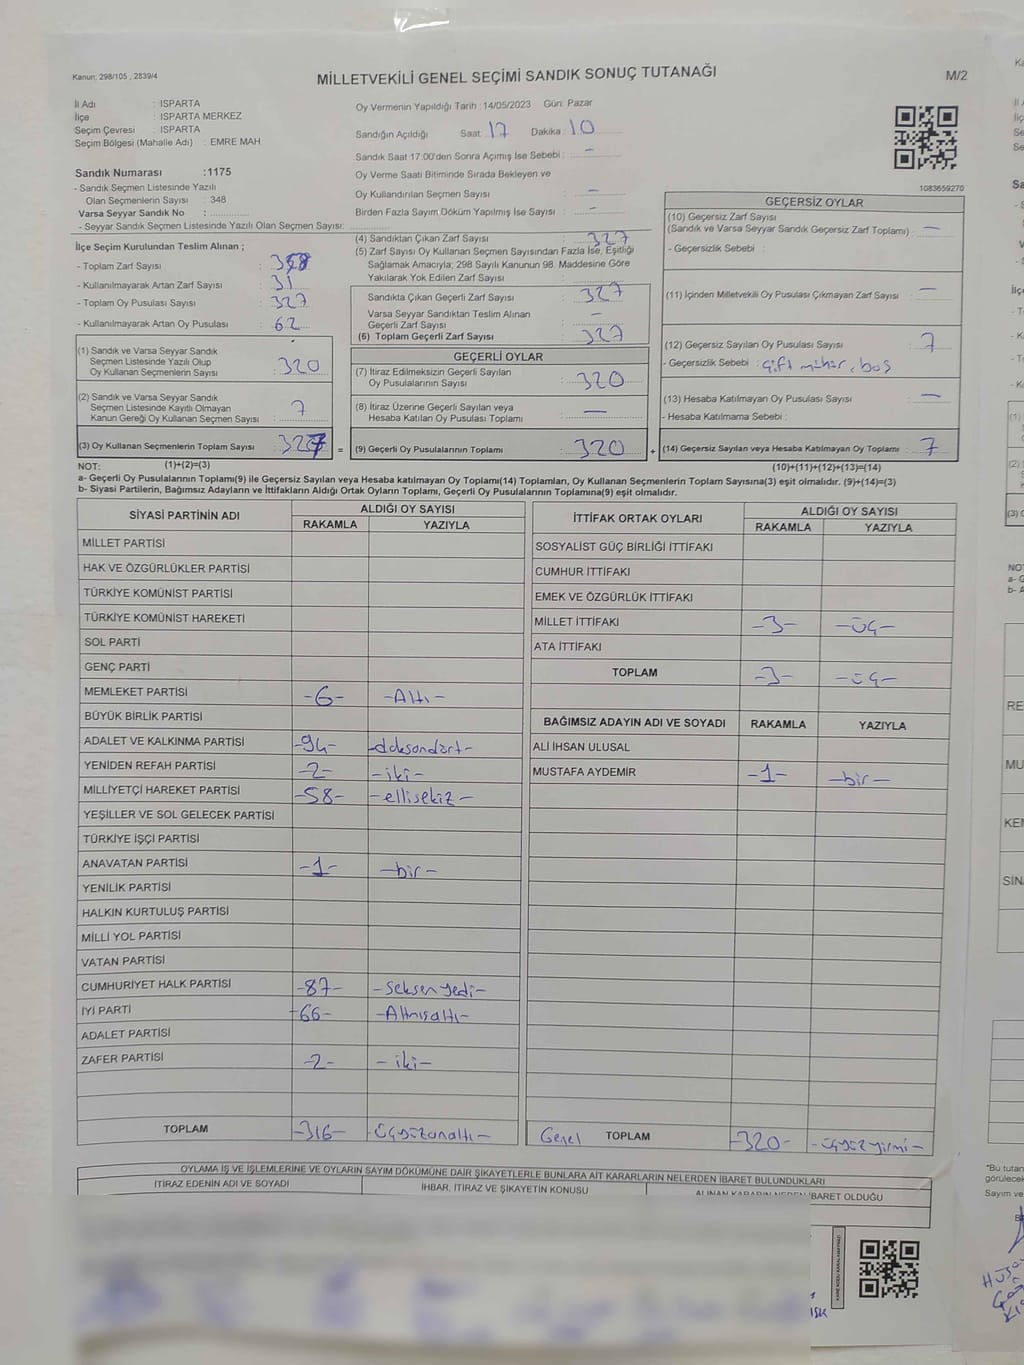 Kanun: 298/105 , 2839/4
MİLLETVEKİLİ GENEL SEÇİMİ SANDIK SONUÇ TUTANAĞI
M/2
İl Adı : ISPARTA
İlçe : ISPARTA MERKEZ
Seçim Çevresi : ISPARTA
Seçim Bölgesi (Mahalle Adı) : EMRE MAH
Sandık Numarası :1175
- Sandık Seçmen Listesinde Yazılı
Olan Seçmenlerin Sayısı : 348
Varsa Seyyar Sandık No :
- Seyyar Sandık Seçmen Listesinde Yazılı Olan Seçmen Sayısı:
İlçe Seçim Kurulundan Teslim Alınan ;
- Toplam Zarf Sayısı :
- Kullanılmayarak Artan Zarf Sayısı : 31
- Toplam Oy Pusulası Sayısı : 327
- Kullanılmayarak Artan Oy Pusulası : 62
(1) Sandık ve Varsa Seyyar Sandık
Seçmen Listesinde Yazılı Olup
Oy Kullanan Seçmenlerin Sayısı : 320
(2) Sandık ve Varsa Seyyar Sandık
Seçmen Listesinde Kayıtlı Olmayan
Kanun Gereği Oy Kullanan Seçmen Sayısı : 7
(3) Oy Kullanan Seçmenlerin Toplam Sayısı : 327
Oy Vermenin Yapıldığı Tarih : 14/05/2023 Gün: Pazar
Sandığın Açıldığı Saat: 17 Dakika : 10
Sandık Saat 17:00'den Sonra Açımış İse Sebebi : -
Oy Verme Saati Bitiminde Sırada Bekleyen ve
Oy Kullandırılan Seçmen Sayısı : -
Birden Fazla Sayım Döküm Yapılmış İse Sayısı : -
(4) Sandıktan Çıkan Zarf Sayısı : 327
(5) Zarf Sayısı Oy Kullanan Seçmen Sayısından Fazla İse, Eşitliği
Sağlamak Amacıyla; 298 Sayılı Kanunun 98. Maddesine Göre
Yakılarak Yok Edilen Zarf Sayısı :
Sandıkta Çıkan Geçerli Zarf Sayısı : 327
Varsa Seyyar Sandıktan Teslim Alınan
Geçerli Zarf Sayısı : -
(6) Toplam Geçerli Zarf Sayısı : 327
GEÇERLİ OYLAR
(7) İtiraz Edilmeksizin Geçerli Sayılan
Oy Pusulalarının Sayısı : 320
(8) İtiraz Üzerine Geçerli Sayılan veya
Hesaba Katılan Oy Pusulası Toplamı : —
= (9) Geçerli Oy Pusulalarının Toplamı : 320 +
1083659270
GEÇERSİZ OYLAR
(10) Geçersiz Zarf Sayısı
(Sandık ve Varsa Seyyar Sandık Geçersiz Zarf Toplamı) : —
- Geçersizlik Sebebi :
(11) İçinden Milletvekili Oy Pusulası Çıkmayan Zarf Sayısı : —
(12) Geçersiz Sayılan Oy Pusulası Sayısı : 7
- Geçersizlik Sebebi : çift mühür, boş
(13) Hesaba Katılmayan Oy Pusulası Sayısı : —
- Hesaba Katılmama Sebebi :
(14) Geçersiz Sayılan veya Hesaba Katılmayan Oy Toplamı : 7
NOT: (1)+(2)=(3) (10)+(11)+(12)+(13)=(14)
a- Geçerli Oy Pusulalarının Toplamı(9) ile Geçersiz Sayılan veya Hesaba katılmayan Oy Toplamı(14) Toplamları, Oy Kullanan Seçmenlerin Toplam Sayısına(3) eşit olmalıdır. (9)+(14)=(3)
b- Siyasi Partilerin, Bağımsız Adayların ve İttifakların Aldığı Ortak Oyların Toplamı, Geçerli Oy Pusulalarının Toplamına(9) eşit olmalıdır.
SİYASİ PARTİNİN ADI ALDIĞI OY SAYISI
RAKAMLA YAZIYLA
MİLLET PARTİSİ
HAK VE ÖZGÜRLÜKLER PARTİSİ
TÜRKİYE KOMÜNİST PARTİSİ
TÜRKİYE KOMÜNİST HAREKETİ
SOL PARTİ
GENÇ PARTİ
MEMLEKET PARTİSİ -6- -Altı-
BÜYÜK BİRLİK PARTİSİ
ADALET VE KALKINMA PARTİSİ -94- -doksandört-
YENİDEN REFAH PARTİSİ -2- -iki-
MİLLİYETÇİ HAREKET PARTİSİ -58- -ellisekiz-
YEŞİLLER VE SOL GELECEK PARTİSİ
TÜRKİYE İŞÇİ PARTİSİ
ANAVATAN PARTİSİ -1- -bir-
YENİLİK PARTİSİ
HALKIN KURTULUŞ PARTİSİ
MİLLİ YOL PARTİSİ
VATAN PARTİSİ
CUMHURİYET HALK PARTİSİ -87- -Seksenyedi-
İYİ PARTİ -66- -Altmışaltı-
ADALET PARTİSİ
ZAFER PARTİSİ -2- -iki-
TOPLAM -316- -üçyüzonaltı-
İTTİFAK ORTAK OYLARI ALDIĞI OY SAYISI
RAKAMLA YAZIYLA
SOSYALİST GÜÇ BİRLİĞİ İTTİFAKI
CUMHUR İTTİFAKI
EMEK VE ÖZGÜRLÜK İTTİFAKI
MİLLET İTTİFAKI -3- -üç-
ATA İTTİFAKI
TOPLAM -3- -üç-
BAĞIMSIZ ADAYIN ADI VE SOYADI RAKAMLA YAZIYLA
ALİ İHSAN ULUSAL
MUSTAFA AYDEMİR -1- -bir-
Genel TOPLAM -320- -üçyüzyirmi-
OYLAMA İŞ VE İŞLEMLERİNE VE OYLARIN SAYIM DÖKÜMÜNE DAİR ŞİKAYETLERLE BUNLARA AİT KARARLARIN NELERDEN İBARET BULUNDUKLARI
İTİRAZ EDENİN ADI VE SOYADI İHBAR, İTİRAZ VE ŞİKAYETİN KONUSU ALINAN KARARIN NEDEN İBARET OLDUĞU